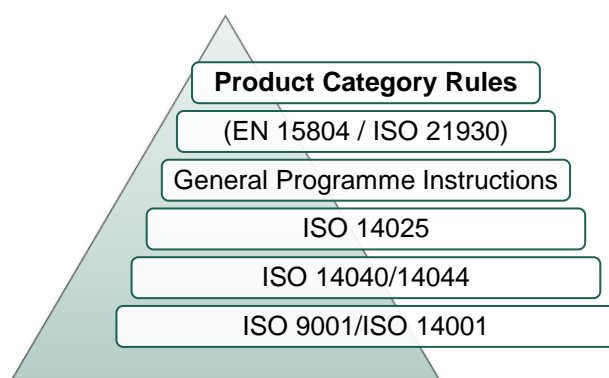 Product Category Rules
(EN 15804 / ISO 21930)
General Programme Instructions
ISO 14025
ISO 14040/14044
ISO 9001/ISO 14001